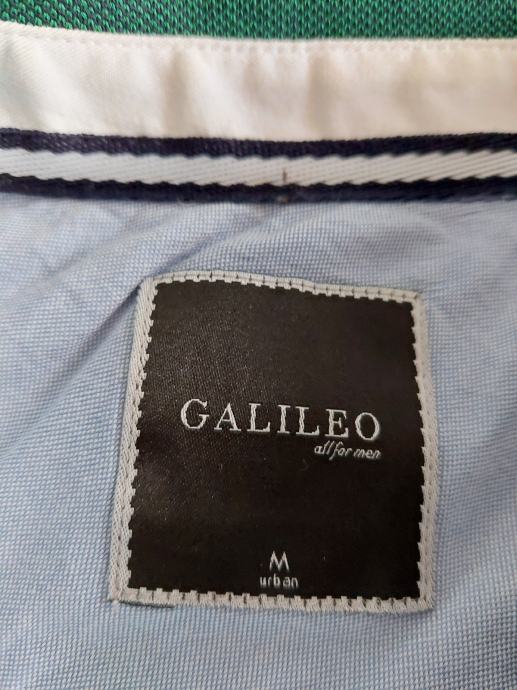 GALILEO
all for men
M
urban